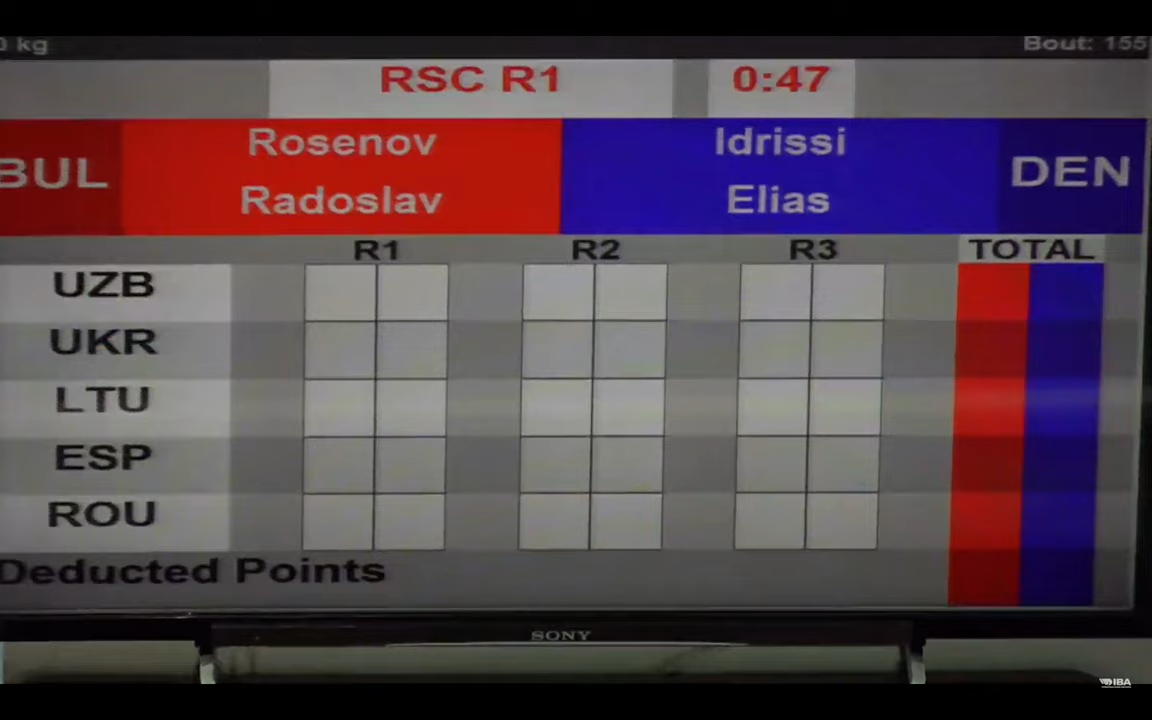 0 kg
Bout: 155
RSC R1
0:47
BUL
Rosenov
Radoslav
Idrissi
Elias
DEN
R1 R2 R3 TOTAL
UZB
UKR
LTU
ESP
ROU
Deducted Points
SONY
IBA